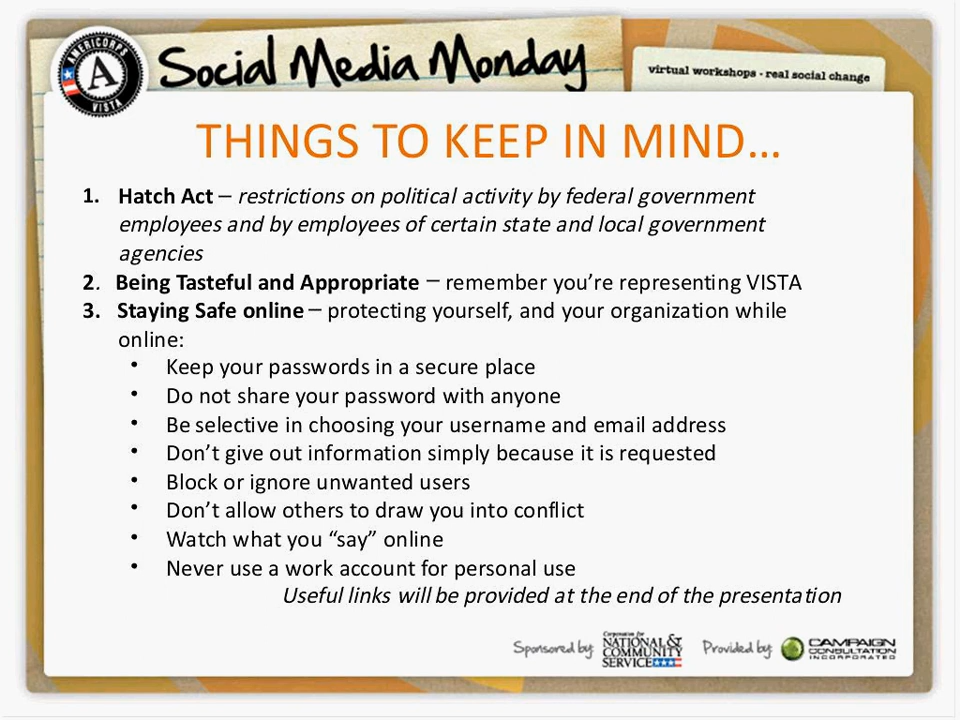 AMERICORPS
A
VISTA
Social Media Monday
virtual workshops · real social change
THINGS TO KEEP IN MIND…
1. Hatch Act – restrictions on political activity by federal government
employees and by employees of certain state and local government
agencies
2. Being Tasteful and Appropriate – remember you’re representing VISTA
3. Staying Safe online – protecting yourself, and your organization while
online:
• Keep your passwords in a secure place
• Do not share your password with anyone
• Be selective in choosing your username and email address
• Don’t give out information simply because it is requested
• Block or ignore unwanted users
• Don’t allow others to draw you into conflict
• Watch what you “say” online
• Never use a work account for personal use
Useful links will be provided at the end of the presentation
Sponsored by:
Corporation for
NATIONAL &
COMMUNITY
SERVICE
Provided by:
CAMPAIGN
CONSULTATION
INCORPORATED